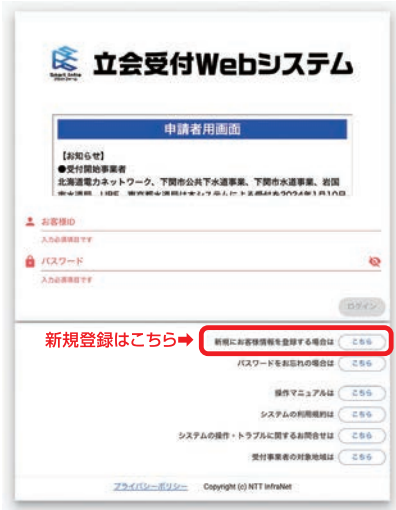 Smart Infra
プラットフォーム
立会受付Webシステム
申請者用画面
【お知らせ】
●受付開始事業者
北海道電力ネットワーク、下関市公共下水道事業、下関市水道事業、岩国
お客様ID
入力必須項目です
パスワード
入力必須項目です
ログイン
新規登録はこちら➡
新規にお客様情報を登録する場合は こちら
パスワードをお忘れの場合は こちら
操作マニュアルは こちら
システムの利用規約は こちら
システムの操作・トラブルに関するお問合せは こちら
受付事業者の対象地域は こちら
プライバシーポリシー Copyright (c) NTT InfraNet